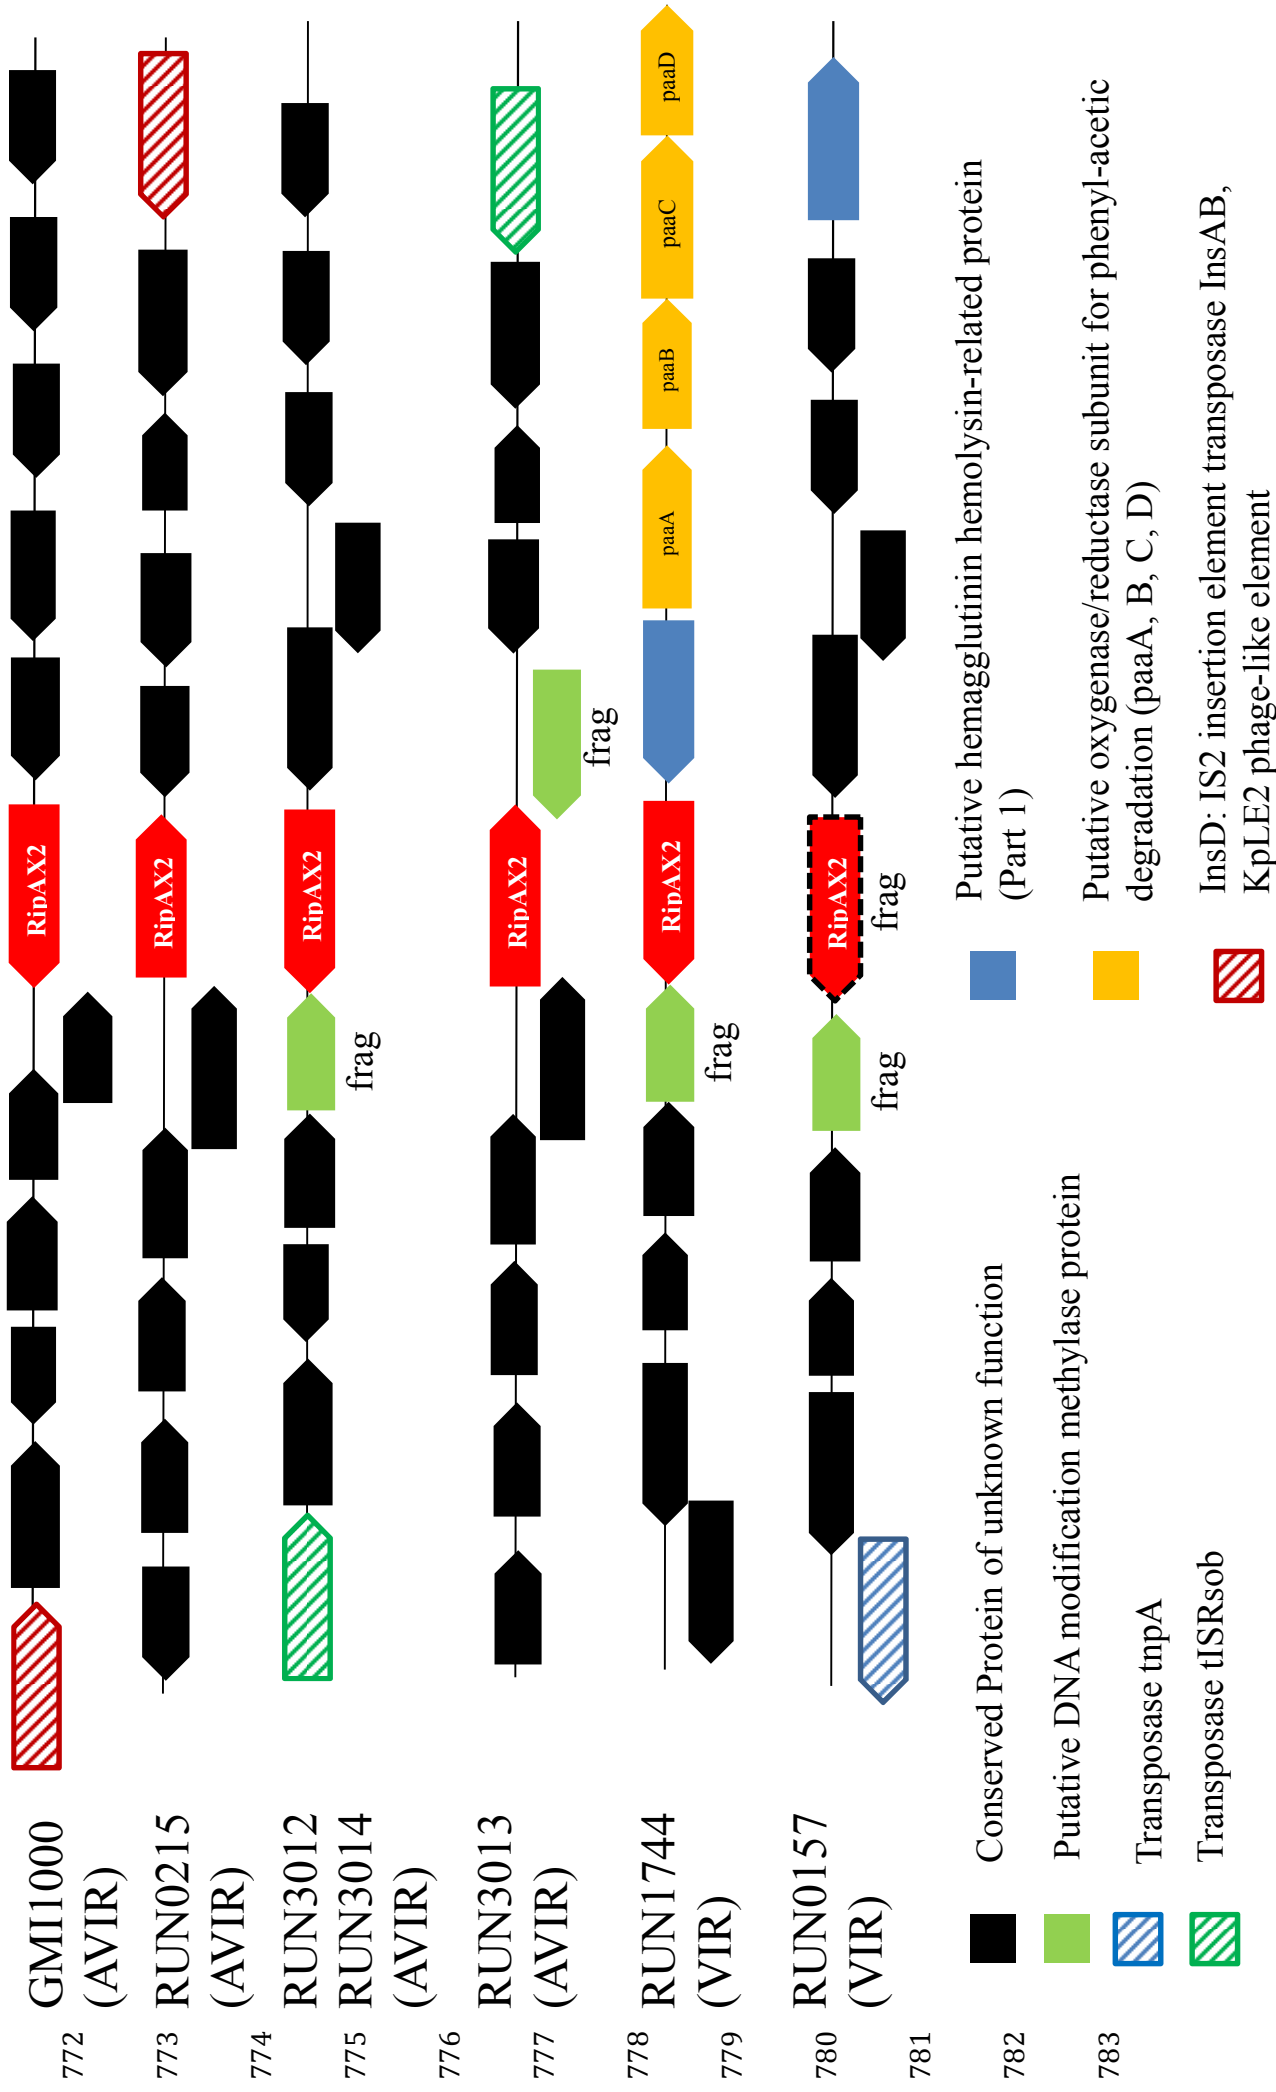 GMI1000
(AVIR)
RipAX2
RUN0215
(AVIR)
RipAX2
RUN3012
RUN3014
(AVIR)
frag
RipAX2
RUN3013
(AVIR)
RipAX2
frag
RUN1744
(VIR)
frag
RipAX2
paaA
paaB
paaC
paaD
RUN0157
(VIR)
frag
RipAX2
frag
Conserved Protein of unknown function
Putative DNA modification methylase protein
Transposase tnpA
Transposase tISRsob
Putative hemagglutinin hemolysin-related protein
(Part 1)
Putative oxygenase/reductase subunit for phenyl-acetic
degradation (paaA, B, C, D)
InsD: IS2 insertion element transposase InsAB,
KpLE2 phage-like element
772
773
774
775
776
777
778
779
780
781
782
783